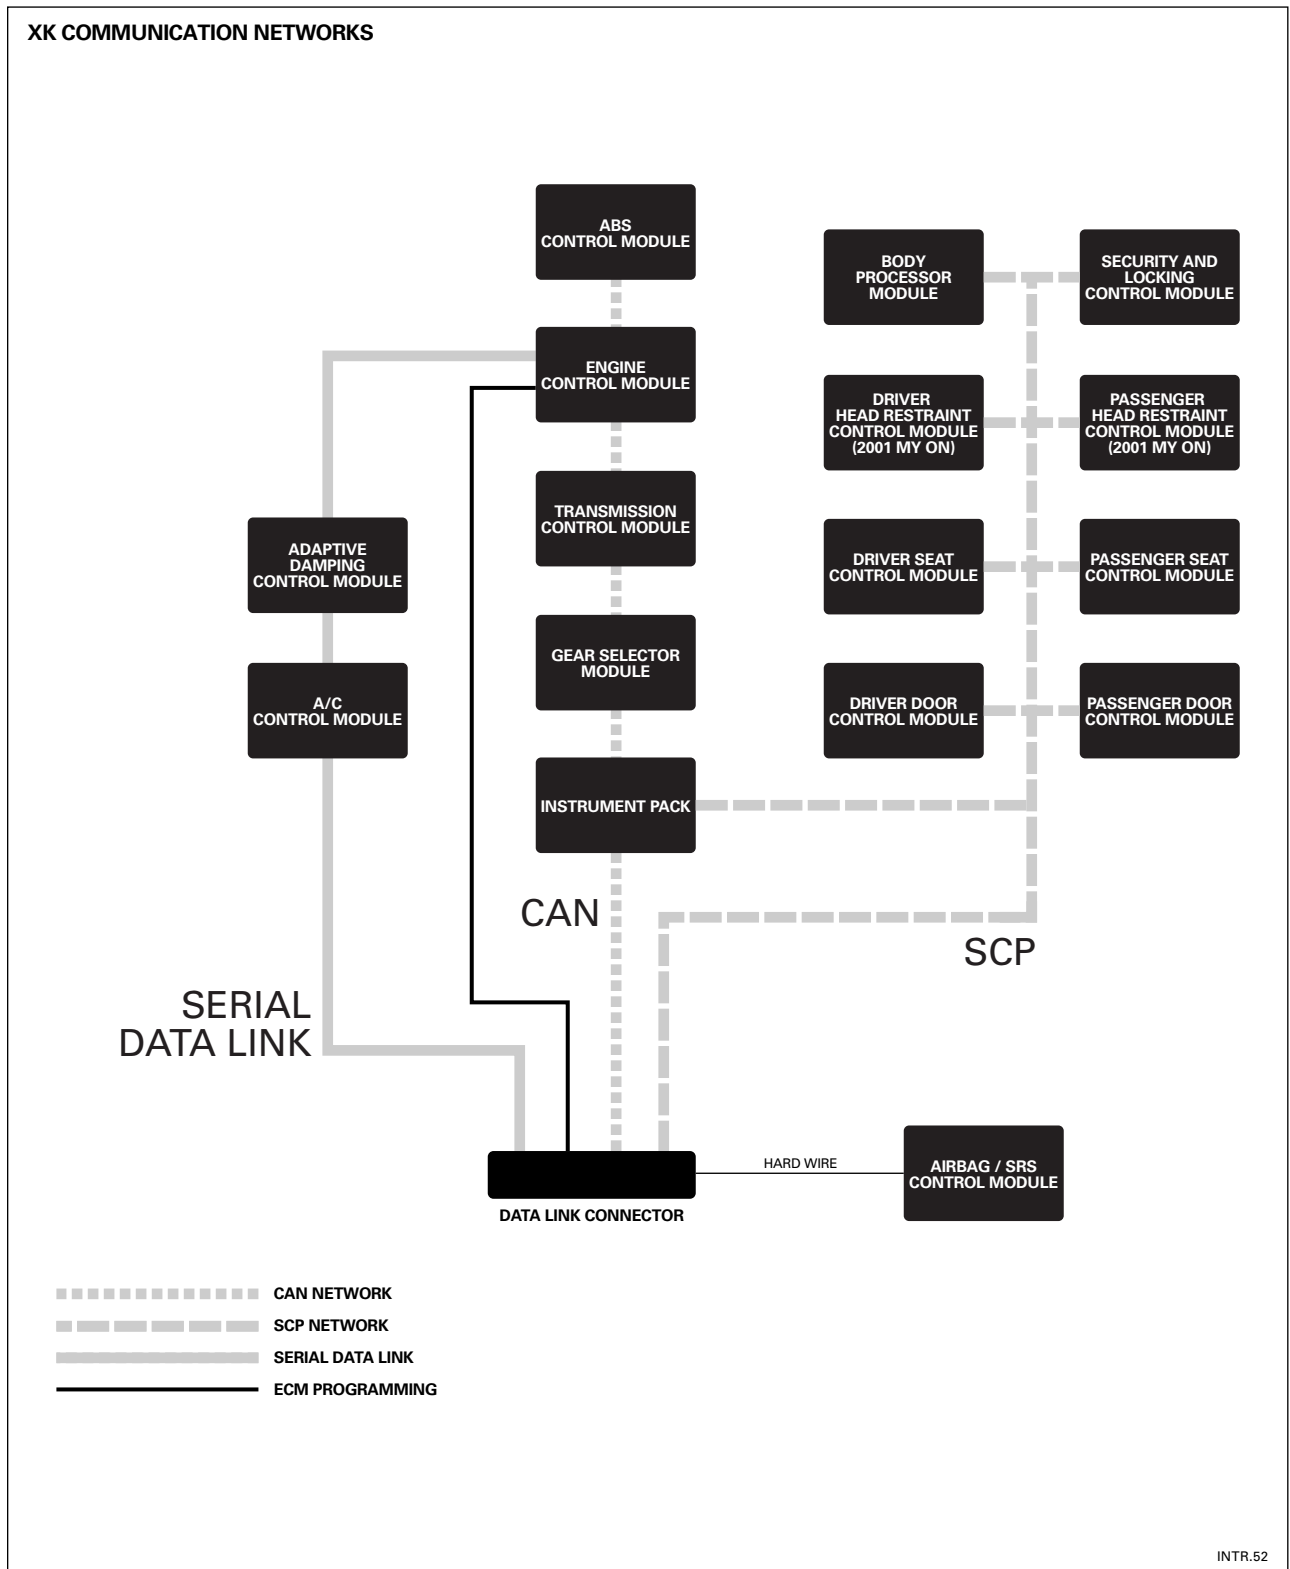 XK COMMUNICATION NETWORKS
ABS
CONTROL MODULE
ENGINE
CONTROL MODULE
TRANSMISSION
CONTROL MODULE
GEAR SELECTOR
MODULE
INSTRUMENT PACK
ADAPTIVE
DAMPING
CONTROL MODULE
A/C
CONTROL MODULE
BODY
PROCESSOR
MODULE
SECURITY AND
LOCKING
CONTROL MODULE
DRIVER
HEAD RESTRAINT
CONTROL MODULE
(2001 MY ON)
PASSENGER
HEAD RESTRAINT
CONTROL MODULE
(2001 MY ON)
DRIVER SEAT
CONTROL MODULE
PASSENGER SEAT
CONTROL MODULE
DRIVER DOOR
CONTROL MODULE
PASSENGER DOOR
CONTROL MODULE
CAN
SCP
SERIAL
DATA LINK
HARD WIRE
AIRBAG / SRS
CONTROL MODULE
DATA LINK CONNECTOR
CAN NETWORK
SCP NETWORK
SERIAL DATA LINK
ECM PROGRAMMING
INTR.52